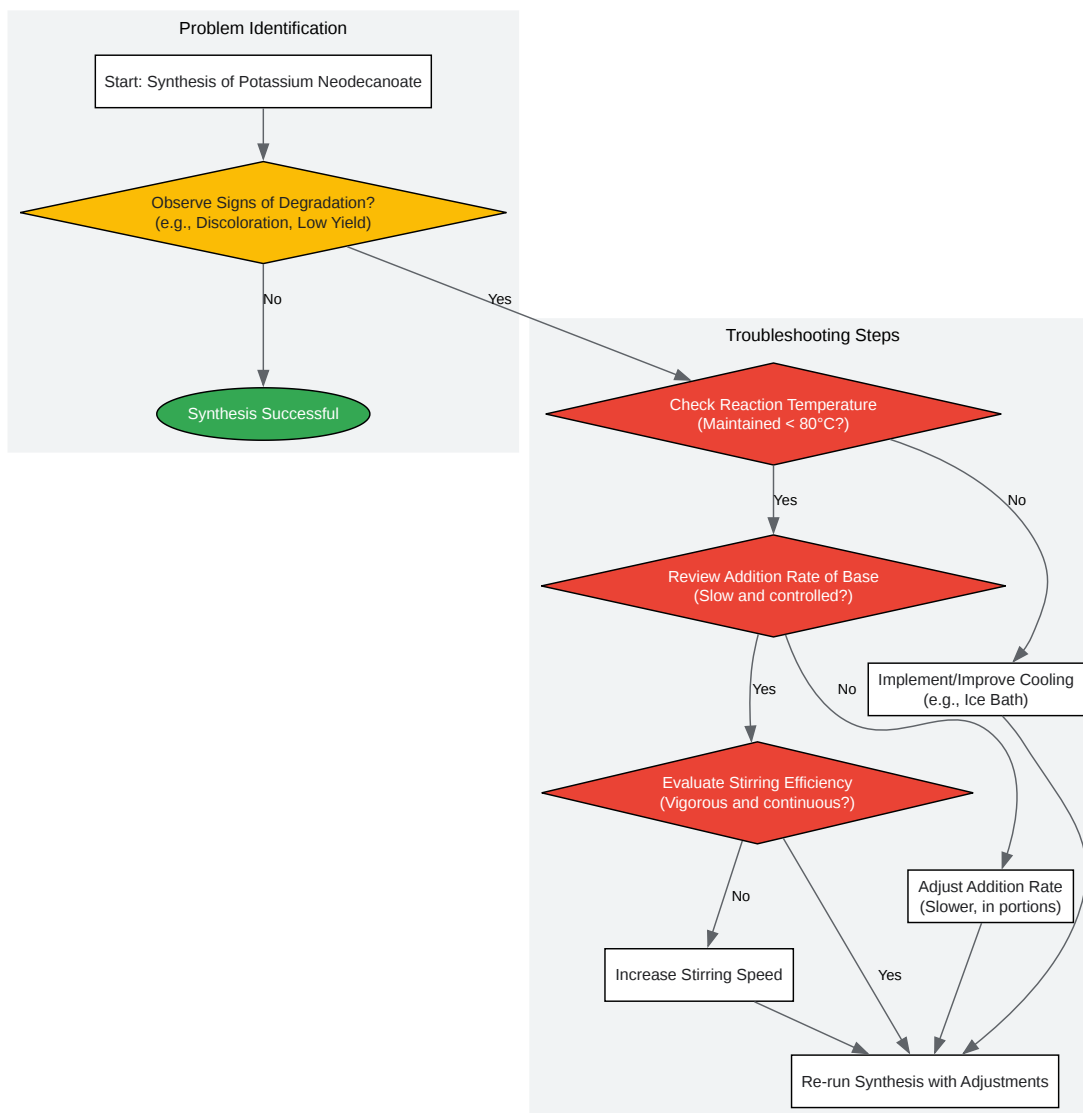 Problem Identification
Start: Synthesis of Potassium Neodecanoate
Observe Signs of Degradation?
(e.g., Discoloration, Low Yield)
No
Yes
Synthesis Successful
Troubleshooting Steps
Check Reaction Temperature
(Maintained < 80°C?)
Yes
No
Review Addition Rate of Base
(Slow and controlled?)
Yes
No
Implement/Improve Cooling
(e.g., Ice Bath)
Evaluate Stirring Efficiency
(Vigorous and continuous?)
No
Yes
Adjust Addition Rate
(Slower, in portions)
Increase Stirring Speed
Re-run Synthesis with Adjustments